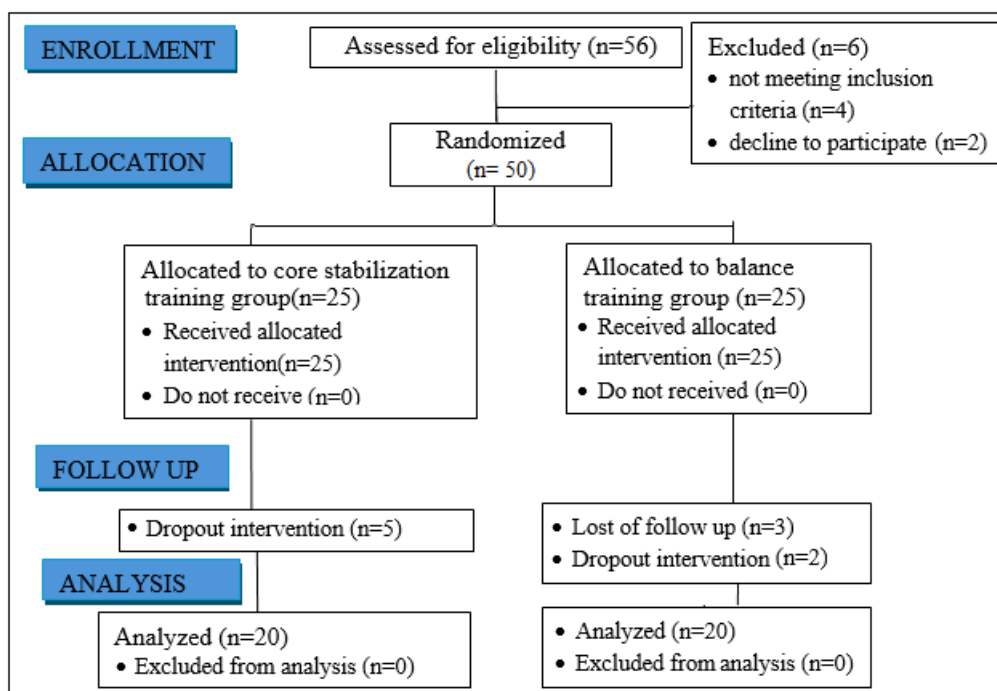 ENROLLMENT
Assessed for eligibility (n=56)
Excluded (n=6)
• not meeting inclusion
criteria (n=4)
• decline to participate (n=2)
ALLOCATION
Randomized
(n= 50)
Allocated to core stabilization
training group(n=25)
• Received allocated
intervention(n=25)
• Do not receive (n=0)
Allocated to balance
training group (n=25)
• Received allocated
intervention (n=25)
• Do not received (n=0)
FOLLOW UP
• Dropout intervention (n=5)
• Lost of follow up (n=3)
• Dropout intervention (n=2)
ANALYSIS
Analyzed (n=20)
• Excluded from analysis (n=0)
• Analyzed (n=20)
• Excluded from analysis (n=0)